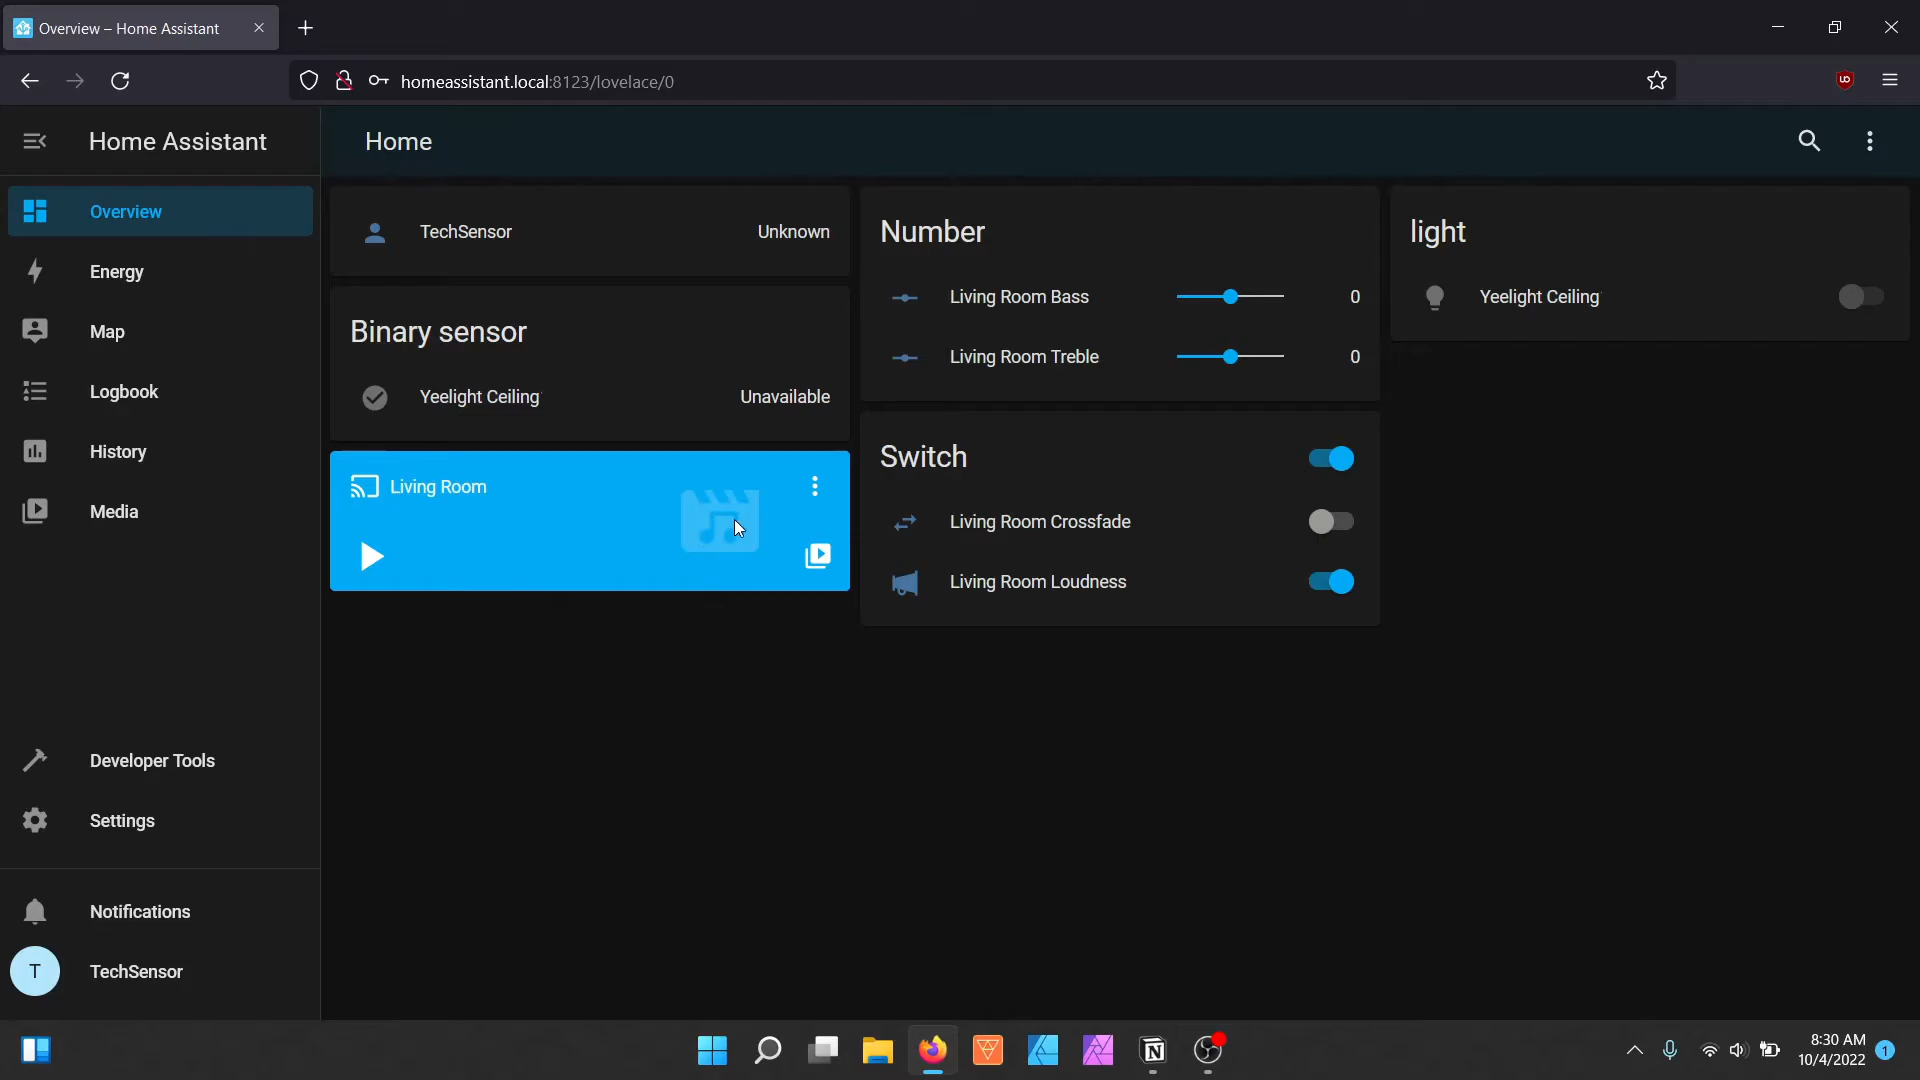 Overview – Home Assistant
homeassistant.local:8123/lovelace/0
Home Assistant
Home
Overview
Energy
Map
Logbook
History
Media
Developer Tools
Settings
Notifications
T
TechSensor
TechSensor
Unknown
Binary sensor
Yeelight Ceiling
Unavailable
Living Room
Number
Living Room Bass
0
Living Room Treble
0
Switch
Living Room Crossfade
Living Room Loudness
light
Yeelight Ceiling
8:30 AM
10/4/2022
1